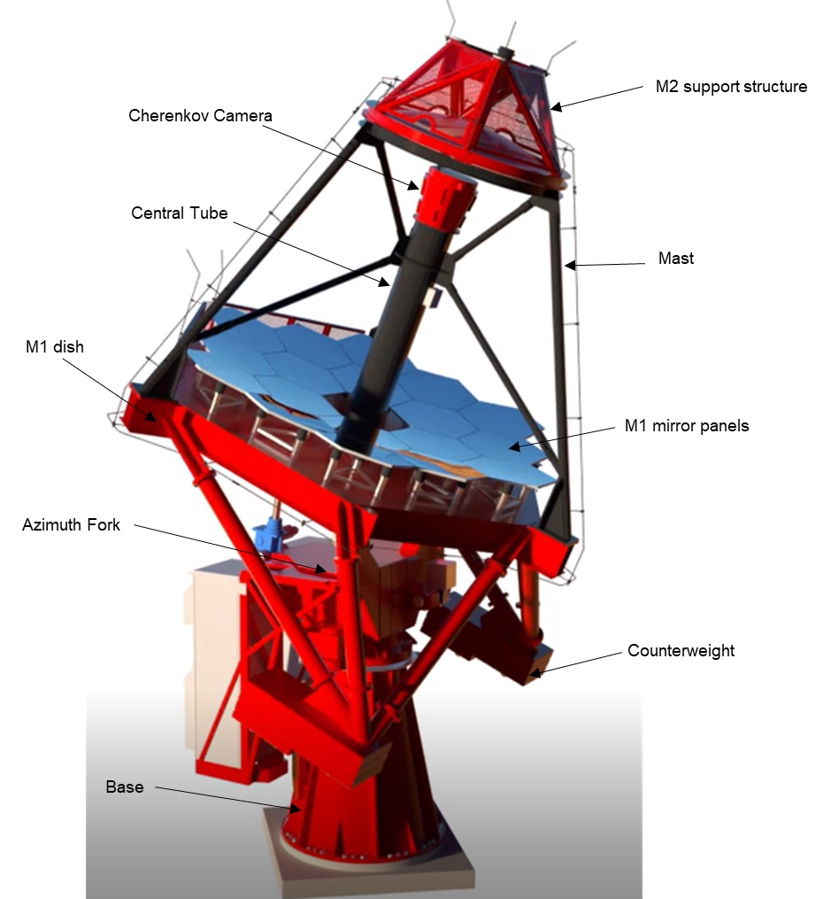 M2 support structure
Cherenkov Camera
Central Tube
Mast
M1 dish
M1 mirror panels
Azimuth Fork
Counterweight
Base